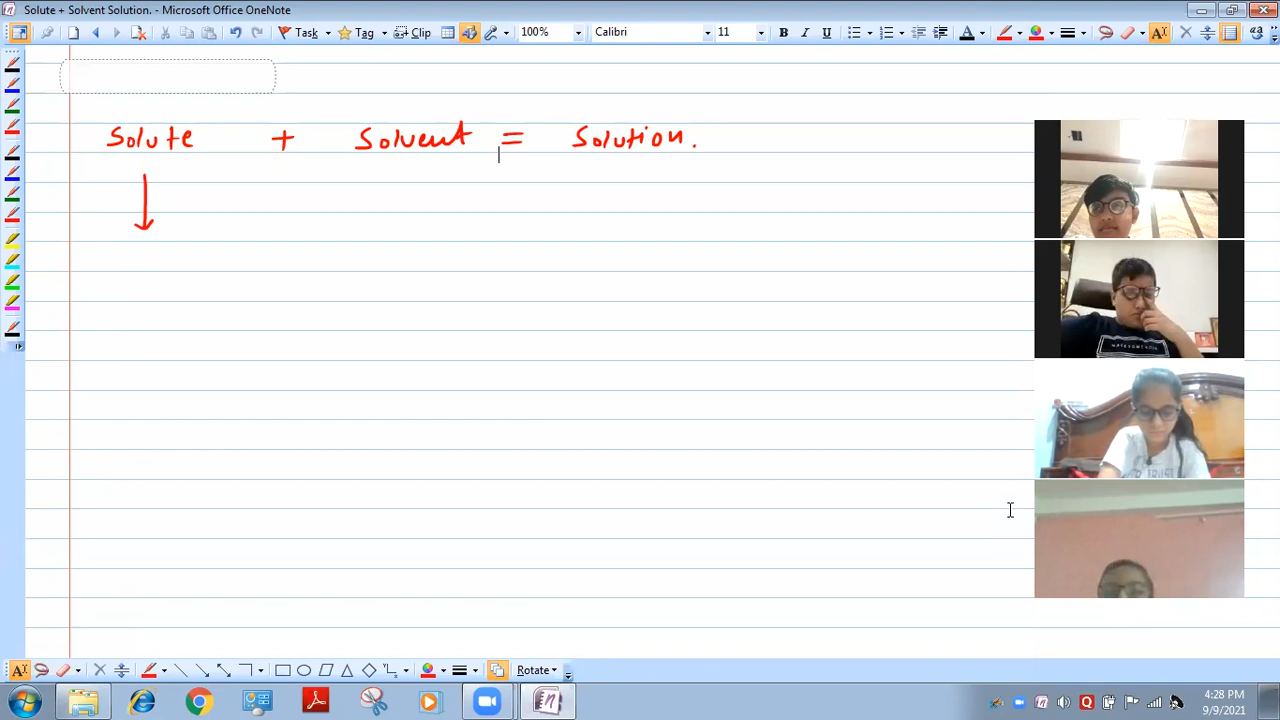 Solute + Solvent Solution. - Microsoft Office OneNote
Task Tag Clip 100% Calibri 11 B I U A
Solute + Solvent = Solution.
Rotate
4:28 PM
9/9/2021